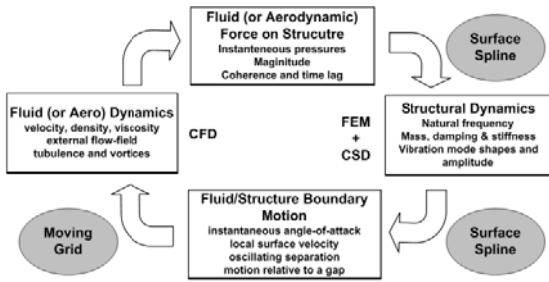 Fluid (or Aerodynamic)
Force on Strucutre
Instantaneous pressures
Maginitude
Coherence and time lag
Surface
Spline
Fluid (or Aero) Dynamics
velocity, density, viscosity
external flow-field
tubulence and vortices
CFD
FEM
+
CSD
Structural Dynamics
Natural frequency
Mass, damping & stiffness
Vibration mode shapes and
amplitude
Fluid/Structure Boundary
Motion
instantaneous angle-of-attack
local surface velocity
oscillating separation
motion relative to a gap
Moving
Grid
Surface
Spline